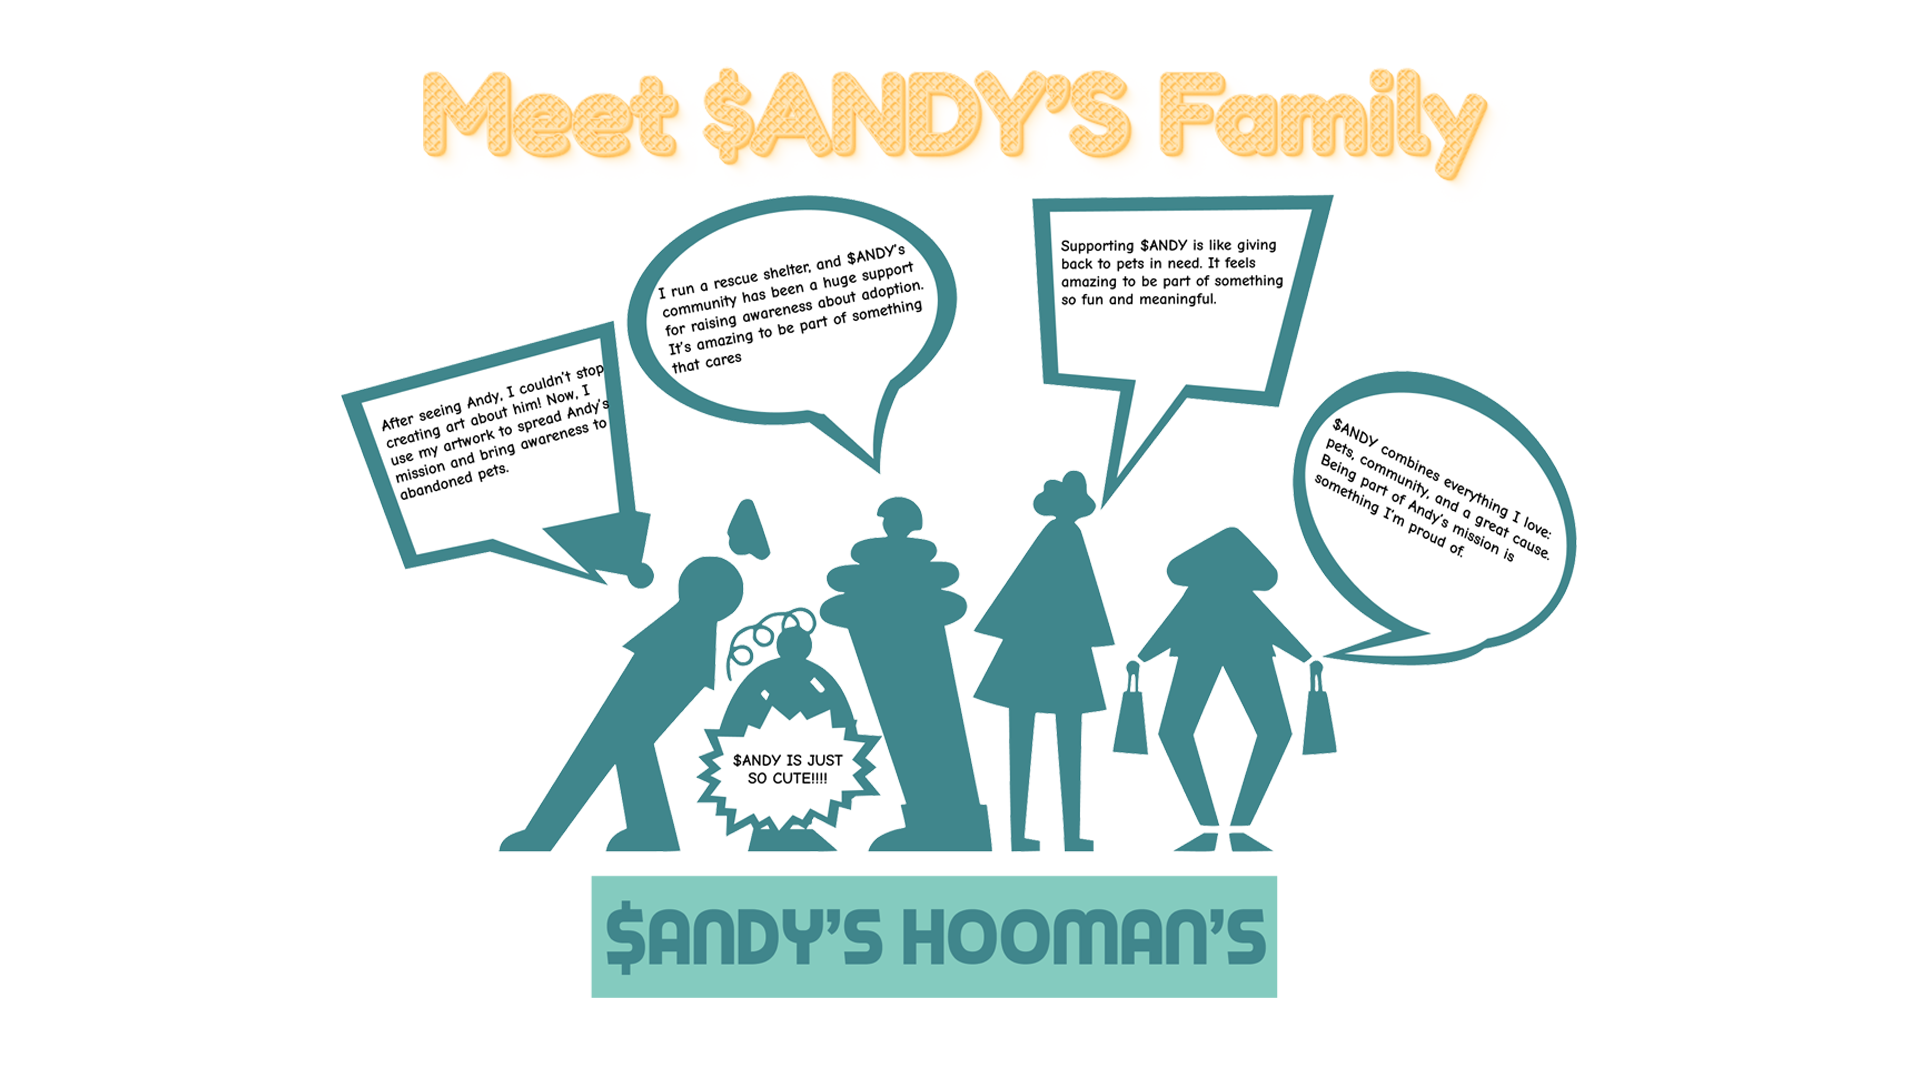 Meet $ANDY'S Family
After seeing Andy, I couldn't stop
creating art about him! Now, I
use my artwork to spread Andy's
mission and bring awareness to
abandoned pets.
I run a rescue shelter, and $ANDY's
community has been a huge support
for raising awareness about adoption.
It's amazing to be part of something
that cares
Supporting $ANDY is like giving
back to pets in need. It feels
amazing to be part of something
so fun and meaningful.
$ANDY combines everything I love:
pets, community, and a great cause.
Being part of Andy's mission is
something I'm proud of.
$ANDY IS JUST
SO CUTE!!!!
$ANDY'S HOOMAN'S